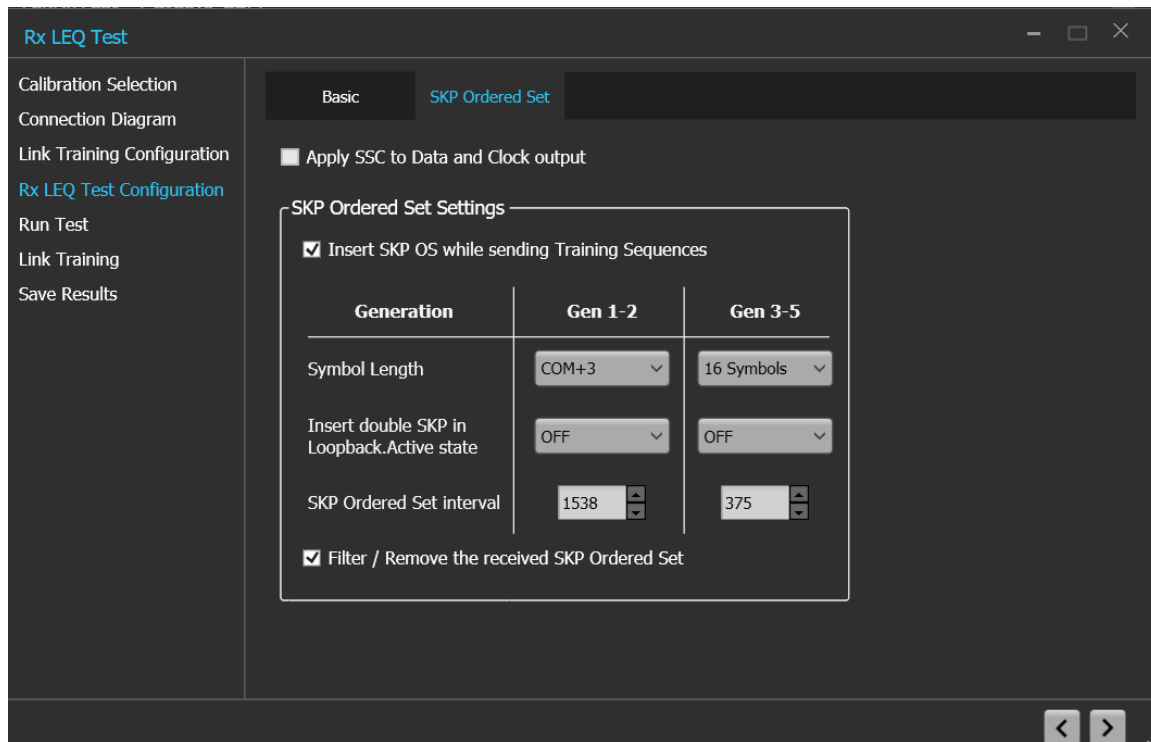 Rx LEQ Test
Calibration Selection
Connection Diagram
Link Training Configuration
Rx LEQ Test Configuration
Run Test
Link Training
Save Results
Basic
SKP Ordered Set
Apply SSC to Data and Clock output
SKP Ordered Set Settings
Insert SKP OS while sending Training Sequences
Generation
Gen 1-2
Gen 3-5
Symbol Length
COM+3
16 Symbols
Insert double SKP in
Loopback.Active state
OFF
OFF
SKP Ordered Set interval
1538
375
Filter / Remove the received SKP Ordered Set